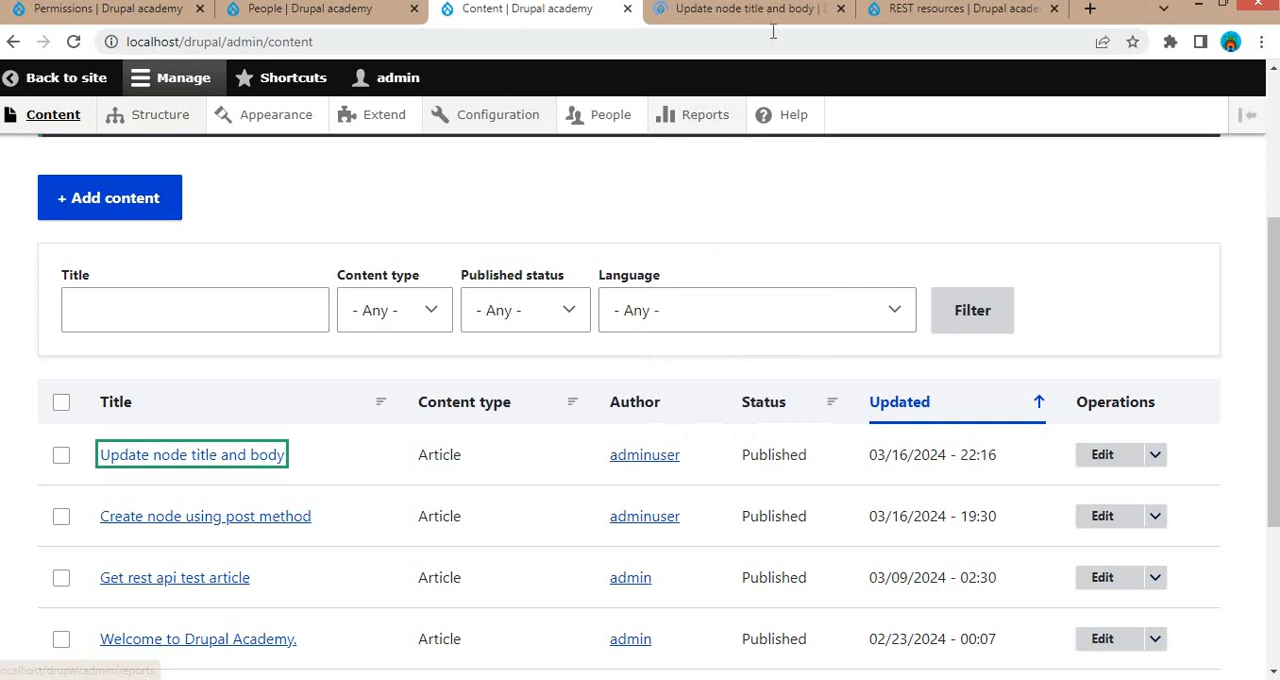 Permissions | Drupal academy
People | Drupal academy
Content | Drupal academy
Update node title and body | D
REST resources | Drupal acade
localhost/drupal/admin/content
Back to site
Manage
Shortcuts
admin
Content
Structure
Appearance
Extend
Configuration
People
Reports
Help
+ Add content
Title
Content type
Published status
Language
- Any -
- Any -
- Any -
Filter
Title
Content type
Author
Status
Updated
Operations
Update node title and body
Article
adminuser
Published
03/16/2024 - 22:16
Edit
Create node using post method
Article
adminuser
Published
03/16/2024 - 19:30
Edit
Get rest api test article
Article
admin
Published
03/09/2024 - 02:30
Edit
Welcome to Drupal Academy.
Article
admin
Published
02/23/2024 - 00:07
Edit
ocalhost/drupal/admin/reports